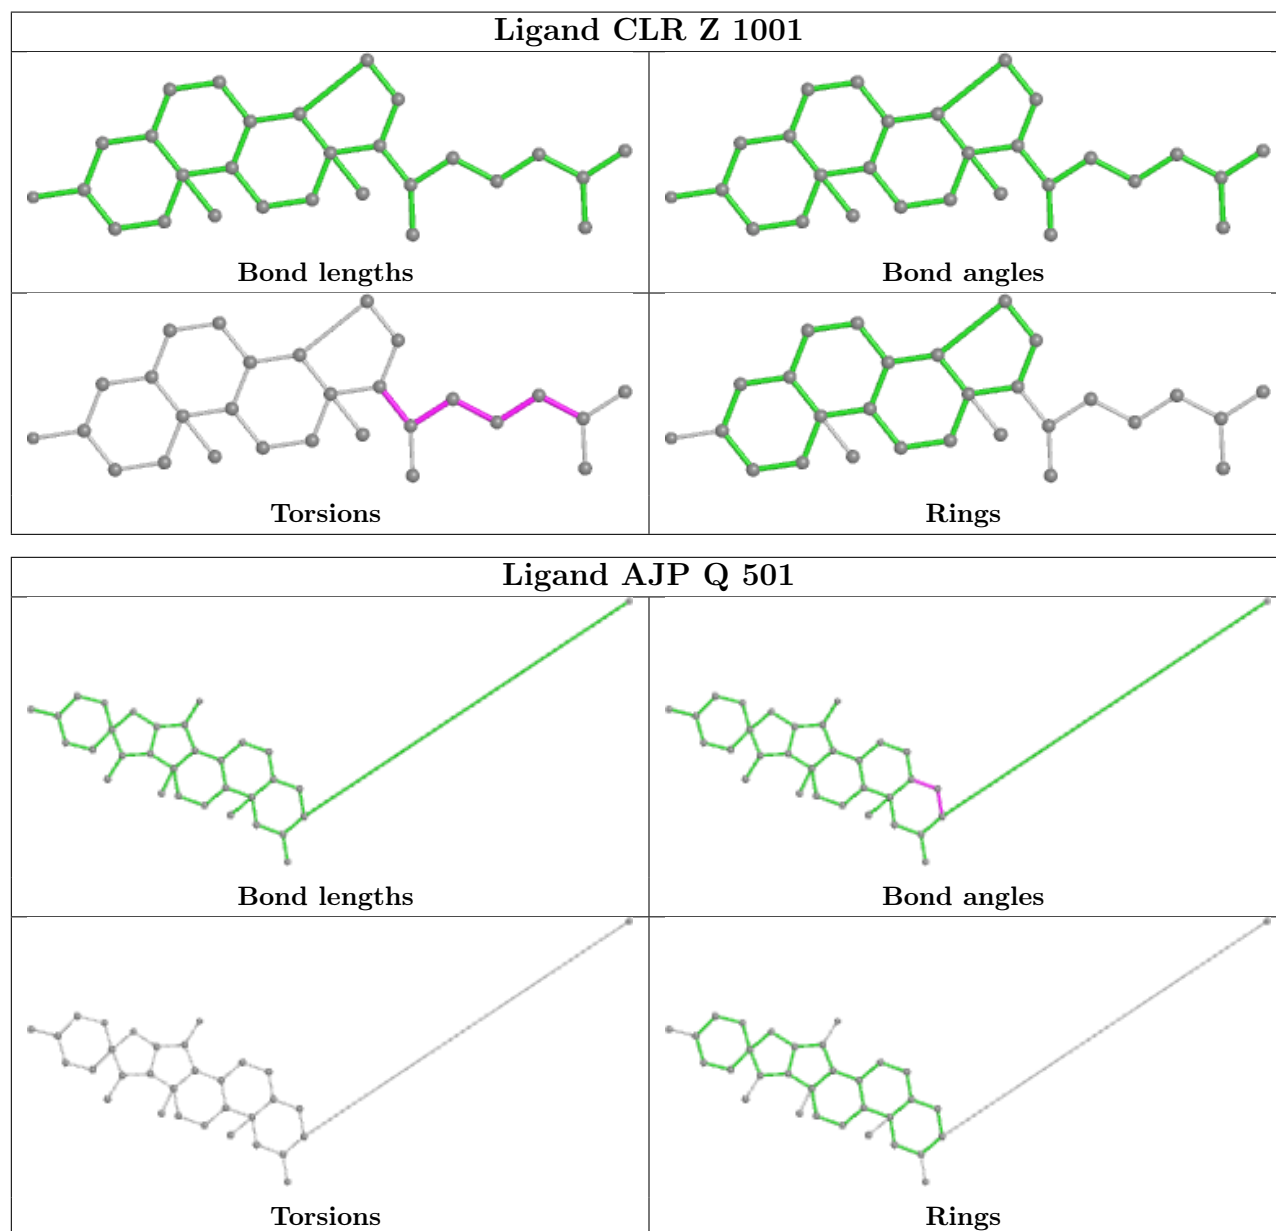 Ligand CLR Z 1001
Bond lengths
Bond angles
Torsions
Rings
Ligand AJP Q 501
Bond lengths
Bond angles
Torsions
Rings